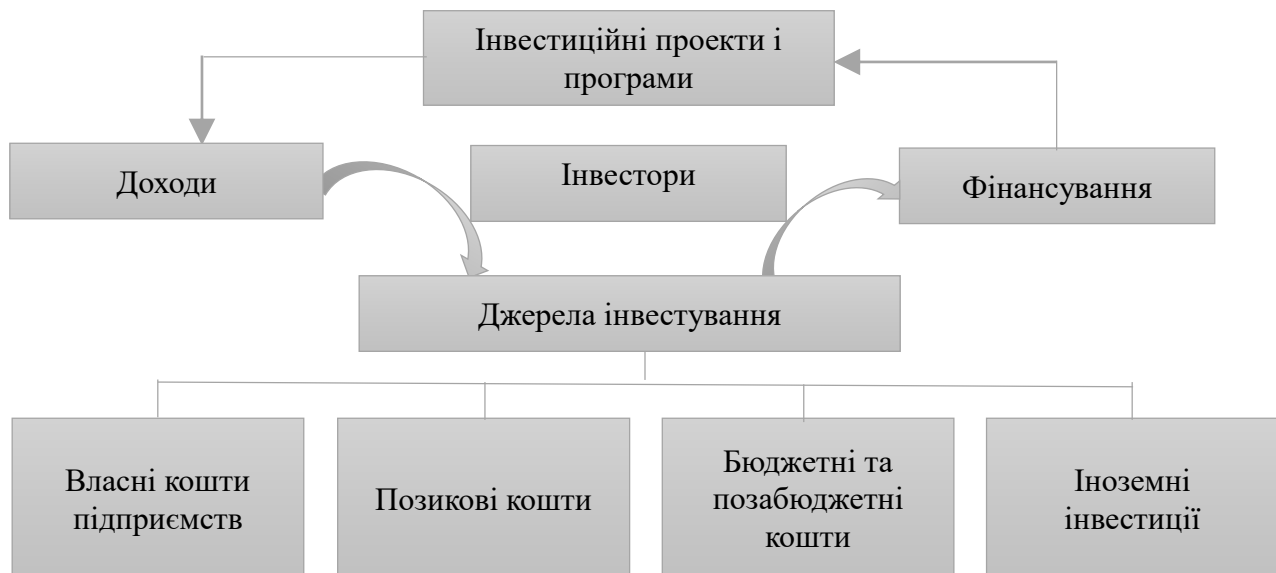 Інвестиційні проекти і
програми
Доходи
Інвестори
Фінансування
Джерела інвестування
Власні кошти
підприємств
Позикові кошти
Бюджетні та
позабюджетні
кошти
Іноземні
інвестиції